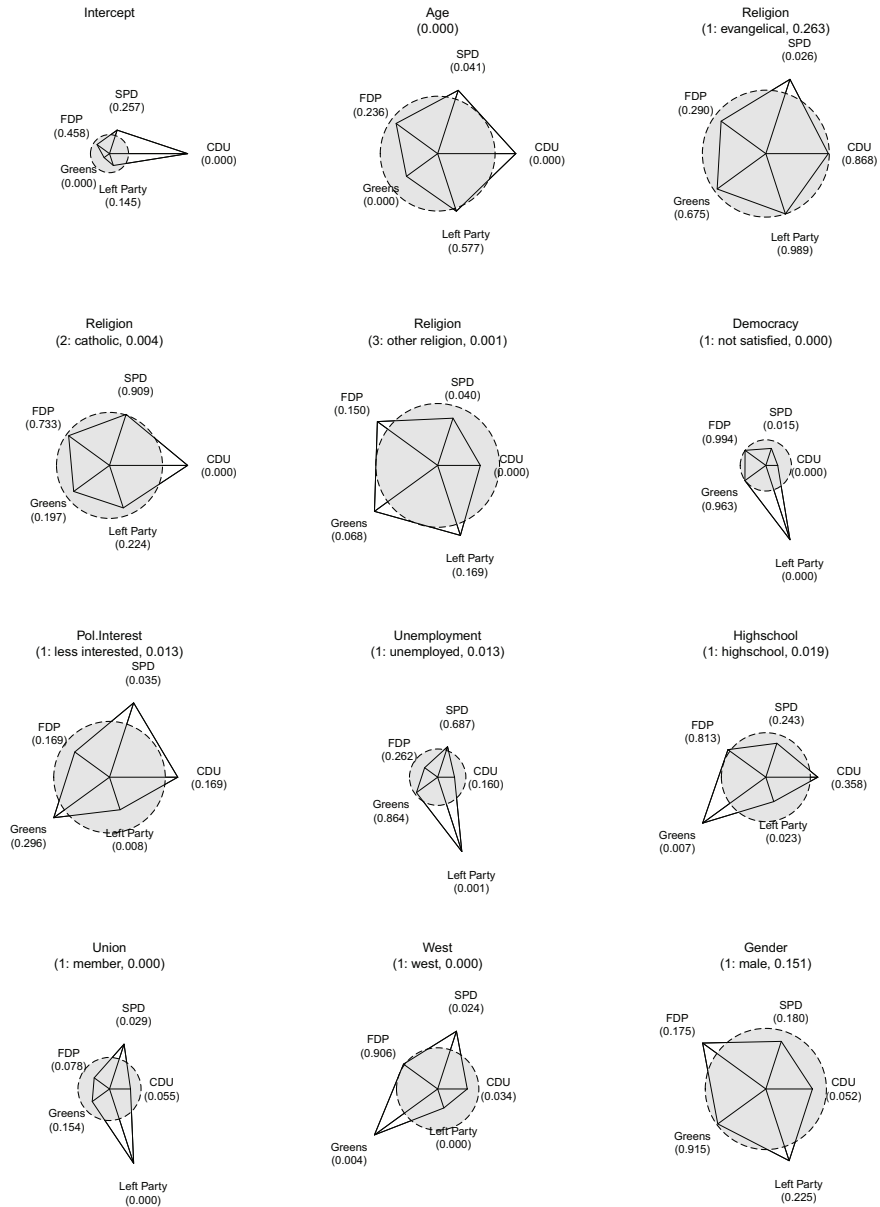 Intercept
SPD
(0.257)
FDP
(0.458)
CDU
(0.000)
Greens
(0.000)
Left Party
(0.145)
Age
(0.000)
SPD
(0.041)
FDP
(0.236)
CDU
(0.000)
Greens
(0.000)
Left Party
(0.577)
Religion
(1: evangelical, 0.263)
SPD
(0.026)
FDP
(0.290)
CDU
(0.868)
Greens
(0.675)
Left Party
(0.989)
Religion
(2: catholic, 0.004)
SPD
(0.909)
FDP
(0.733)
CDU
(0.000)
Greens
(0.197)
Left Party
(0.224)
Religion
(3: other religion, 0.001)
SPD
(0.040)
FDP
(0.150)
CDU
(0.000)
Greens
(0.068)
Left Party
(0.169)
Democracy
(1: not satisfied, 0.000)
SPD
(0.015)
FDP
(0.994)
CDU
(0.000)
Greens
(0.963)
Left Party
(0.000)
Pol.Interest
(1: less interested, 0.013)
SPD
(0.035)
FDP
(0.169)
CDU
(0.169)
Greens
(0.296)
Left Party
(0.008)
Unemployment
(1: unemployed, 0.013)
SPD
(0.687)
FDP
(0.262)
CDU
(0.160)
Greens
(0.864)
Left Party
(0.001)
Highschool
(1: highschool, 0.019)
SPD
(0.243)
FDP
(0.813)
CDU
(0.358)
Greens
(0.007)
Left Party
(0.023)
Union
(1: member, 0.000)
SPD
(0.029)
FDP
(0.078)
CDU
(0.055)
Greens
(0.154)
Left Party
(0.000)
West
(1: west, 0.000)
SPD
(0.024)
FDP
(0.906)
CDU
(0.034)
Greens
(0.004)
Left Party
(0.000)
Gender
(1: male, 0.151)
SPD
(0.180)
FDP
(0.175)
CDU
(0.052)
Greens
(0.915)
Left Party
(0.225)